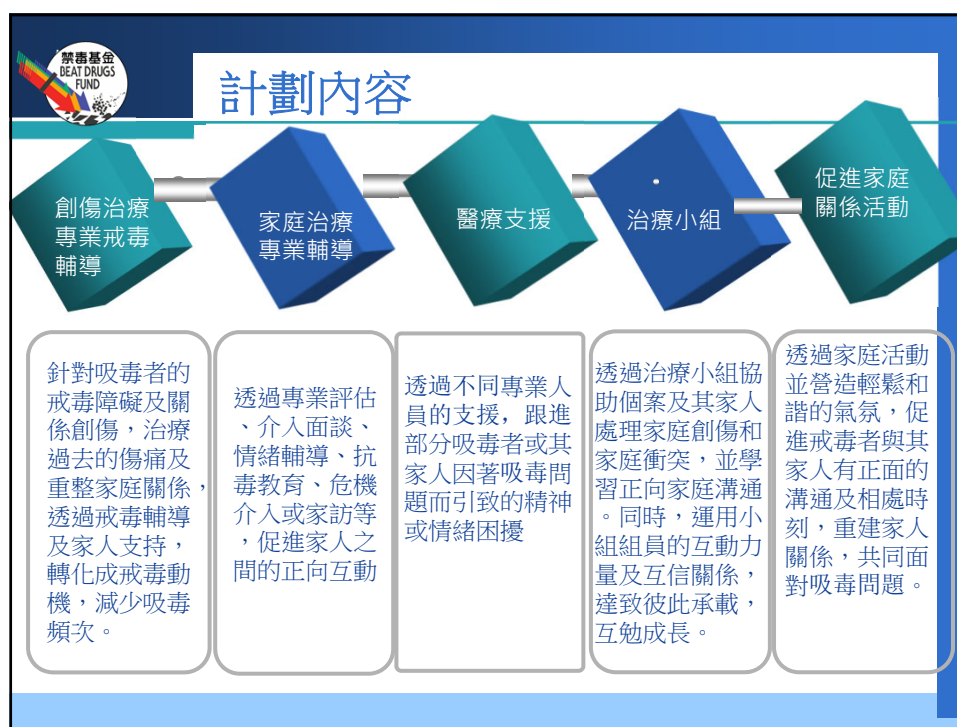 禁毒基金
BEAT DRUGS
FUND
計劃內容
創傷治療
專業戒毒
輔導
家庭治療
專業輔導
醫療支援
治療小組
促進家庭
關係活動
針對吸毒者的
戒毒障礙及關
係創傷，治療
過去的傷痛及
重整家庭關係，
透過戒毒輔導
及家人支持，
轉化成戒毒動
機，減少吸毒
頻次。
透過專業評估
、介入面談、
情緒輔導、抗
毒教育、危機
介入或家訪等
，促進家人之
間的正向互動
透過不同專業人
員的支援，跟進
部分吸毒者或其
家人因著吸毒問
題而引致的精神
或情緒困擾
透過治療小組協
助個案及其家人
處理家庭創傷和
家庭衝突，並學
習正向家庭溝通
。同時，運用小
組組員的互動力
量及互信關係，
達致彼此承載，
互勉成長。
透過家庭活動
並營造輕鬆和
諧的氣氛，促
進戒毒者與其
家人有正面的
溝通及相處時
刻，重建家人
關係，共同面
對吸毒問題。